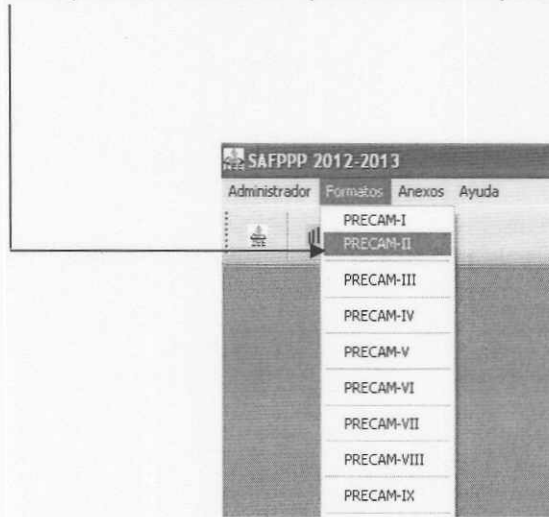 SAFPPP 2012-2013
Administrador Formatos Anexos Ayuda
PRECAM-I
PRECAM-II
PRECAM-III
PRECAM-IV
PRECAM-V
PRECAM-VI
PRECAM-VII
PRECAM-VIII
PRECAM-IX